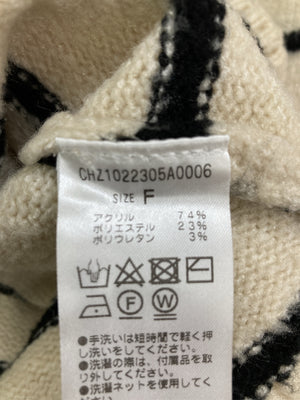 CHZ1022305A0006
SIZE F
アクリル 74%
ポリエステル 23%
ポリウレタン 3%
F W
●手洗いは短時間で軽く押
し洗いをしてください。
●洗濯の際は、付属品を取
り外してください。
●洗濯ネットを使用して
ください。